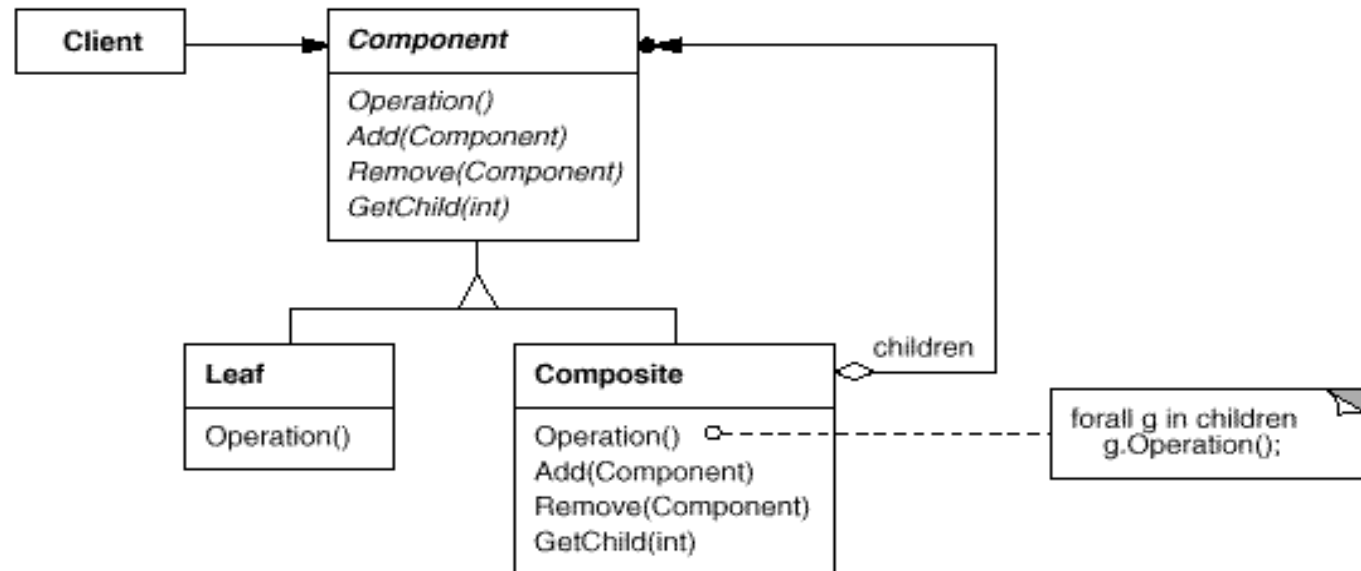 Client
Component
Operation()
Add(Component)
Remove(Component)
GetChild(int)
Leaf
Operation()
Composite
Operation()
Add(Component)
Remove(Component)
GetChild(int)
children
forall g in children
g.Operation();